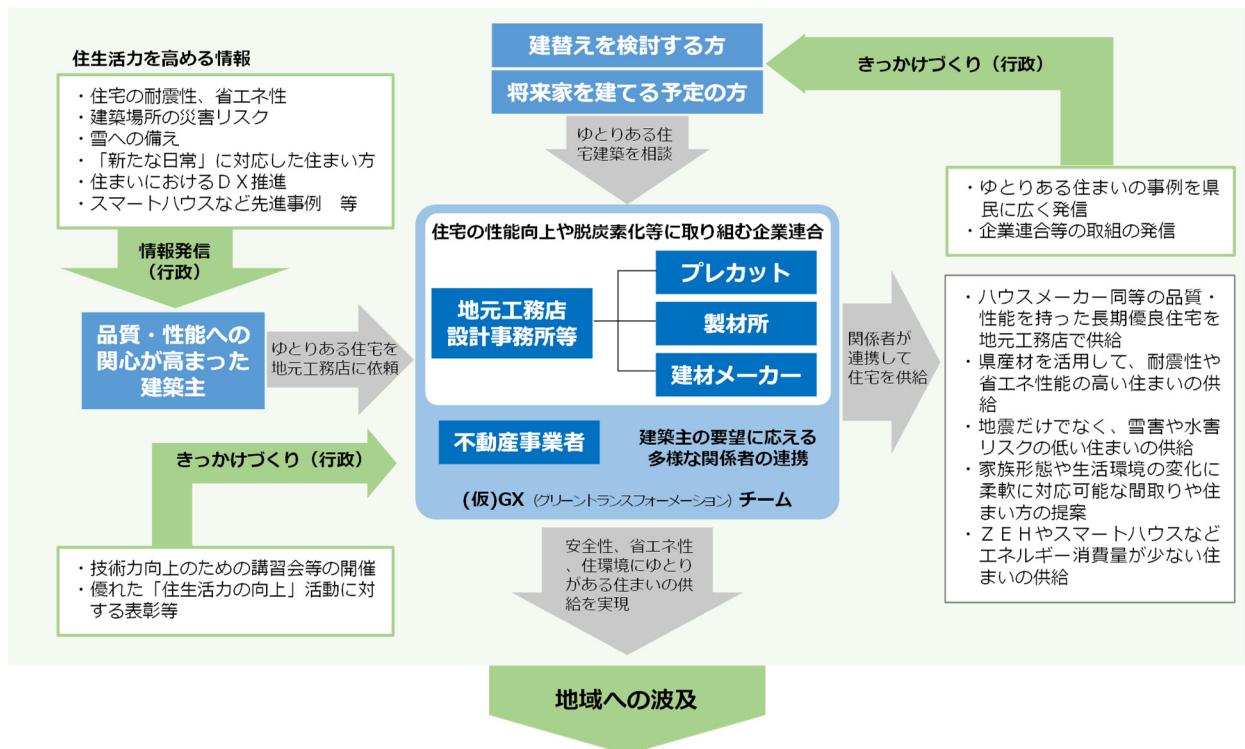 住生活力を高める情報
・住宅の耐震性、省エネ性
・建築場所の災害リスク
・雪への備え
・「新たな日常」に対応した住まい方
・住まいにおけるＤＸ推進
・スマートハウスなど先進事例　等
情報発信
（行政）
品質・性能への
関心が高まった
建築主
ゆとりある住宅を
地元工務店に依頼
きっかけづくり（行政）
・技術力向上のための講習会等の開催
・優れた「住生活力の向上」活動に対
する表彰等
建替えを検討する方
将来家を建てる予定の方
ゆとりある住
宅建築を相談
住宅の性能向上や脱炭素化等に取り組む企業連合
地元工務店
設計事務所等
プレカット
製材所
建材メーカー
不動産事業者
建築主の要望に応える
多様な関係者の連携
(仮)GX（グリーントランスフォーメーション）チーム
安全性、省エネ性
、住環境にゆとり
がある住まいの供
給を実現
きっかけづくり（行政）
・ゆとりある住まいの事例を県
民に広く発信
・企業連合等の取組の発信
関係者が
連携して
住宅を供給
・ハウスメーカー同等の品質・
性能を持った長期優良住宅を
地元工務店で供給
・県産材を活用して、耐震性や
省エネ性能の高い住まいの供
給
・地震だけでなく、雪害や水害
リスクの低い住まいの供給
・家族形態や生活環境の変化に
柔軟に対応可能な間取りや住
まい方の提案
・ＺＥＨやスマートハウスなど
エネルギー消費量が少ない住
まいの供給
地域への波及